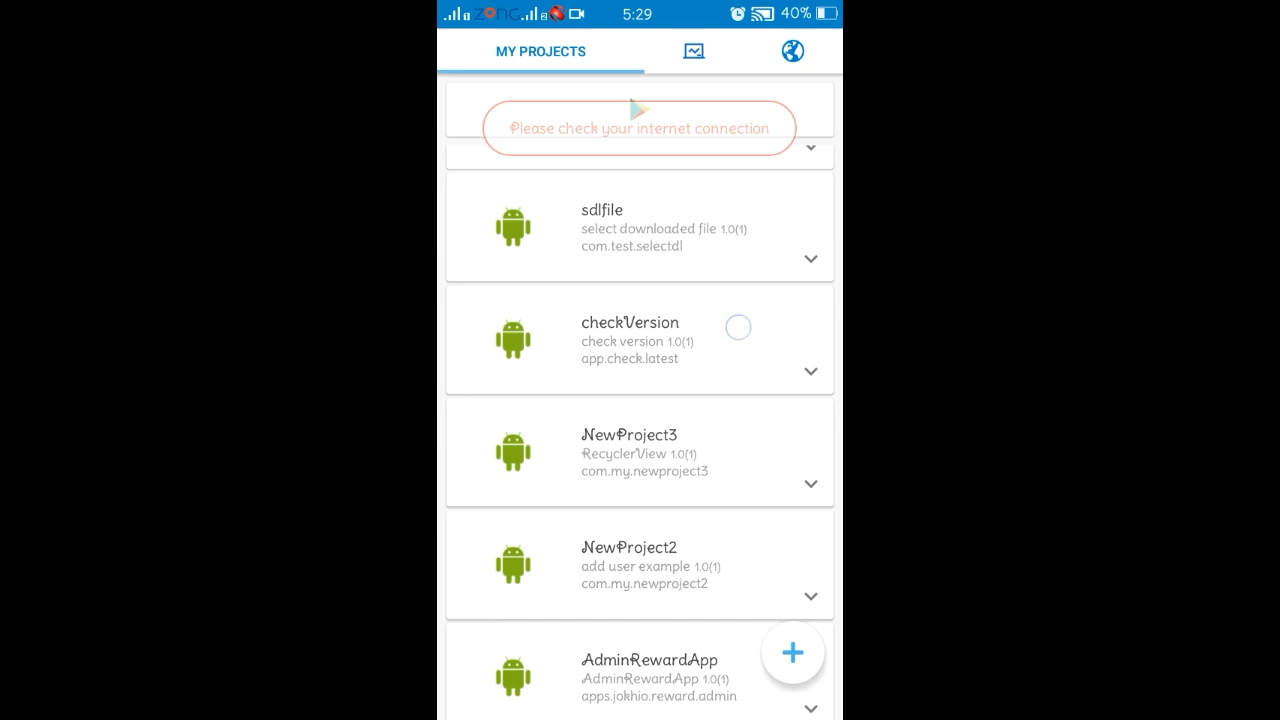 zonc
5:29
40%
MY PROJECTS
Please check your internet connection
sdlfile
select downloaded file 1.0(1)
com.test.selectdl
checkVersion
check version 1.0(1)
app.check.latest
NewProject3
RecyclerView 1.0(1)
com.my.newproject3
NewProject2
add user example 1.0(1)
com.my.newproject2
AdminRewardApp
AdminRewardApp 1.0(1)
apps.jokhio.reward.admin